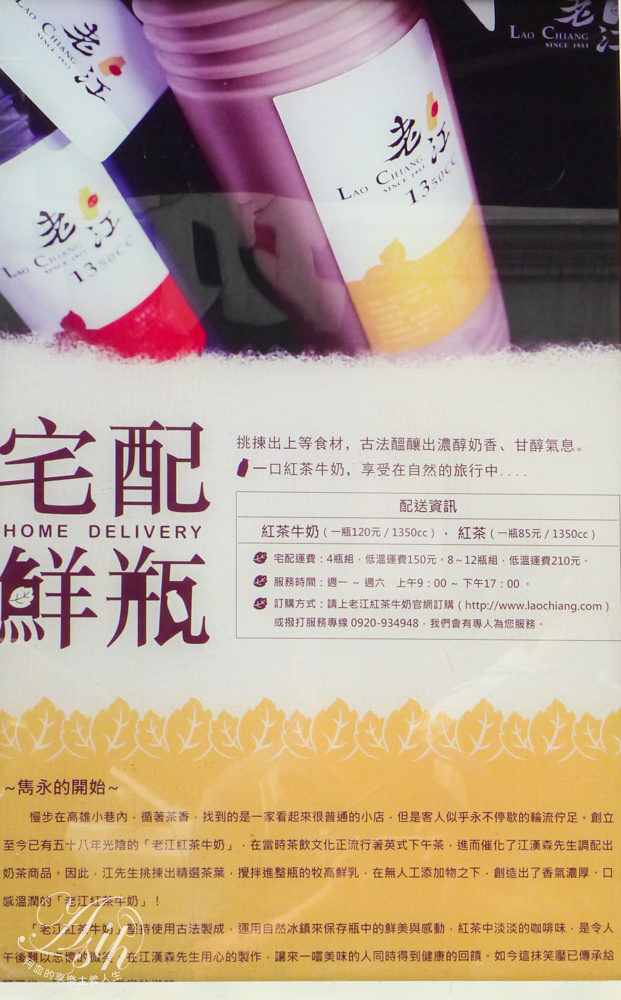 老江
LAO CHIANG
SINCE 1953
LAO CHIANG
SINCE 1953
老江
LAO CHIANG
SINCE 1953
1350CC
老江
LAO CHIANG
SINCE 1953
1350CC
宅配
HOME DELIVERY
鮮瓶
挑揀出上等食材，古法醞釀出濃醇奶香、甘醇氣息。
一口紅茶牛奶，享受在自然的旅行中....
配送資訊
紅茶牛奶（一瓶120元 / 1350cc）．紅茶（一瓶85元 / 1350cc）
宅配運費：4瓶組，低溫運費150元。8～12瓶組，低溫運費210元。
服務時間：週一 ~ 週六　上午9：00 ~ 下午17：00。
訂購方式：請上老江紅茶牛奶官網訂購（http://www.laochiang.com）
或撥打服務專線 0920-934948，我們會有專人為您服務。
~雋永的開始~
慢步在高雄小巷內，循著茶香，找到的是一家看起來很普通的小店，但是客人似乎永不停歇的輪流佇足。創立
至今已有五十八年光陰的「老江紅茶牛奶」，在當時茶飲文化正流行著英式下午茶，進而催化了江漢森先生調配出
奶茶商品。因此，江先生挑揀出精選茶葉，攪拌進整瓶的牧高鮮乳，在無人工添加物之下，創造出了香氣濃厚、口
感溫潤的「老江紅茶牛奶」！
「老江紅茶牛奶」堅持使用古法製成，運用自然冰鎮來保存瓶中的鮮美與感動，紅茶中淡淡的咖啡味，是令人
午後難以忘懷的微笑。在江漢森先生用心的製作，讓來一嚐美味的人同時得到健康的回饋。如今這抹笑靨已傳承給